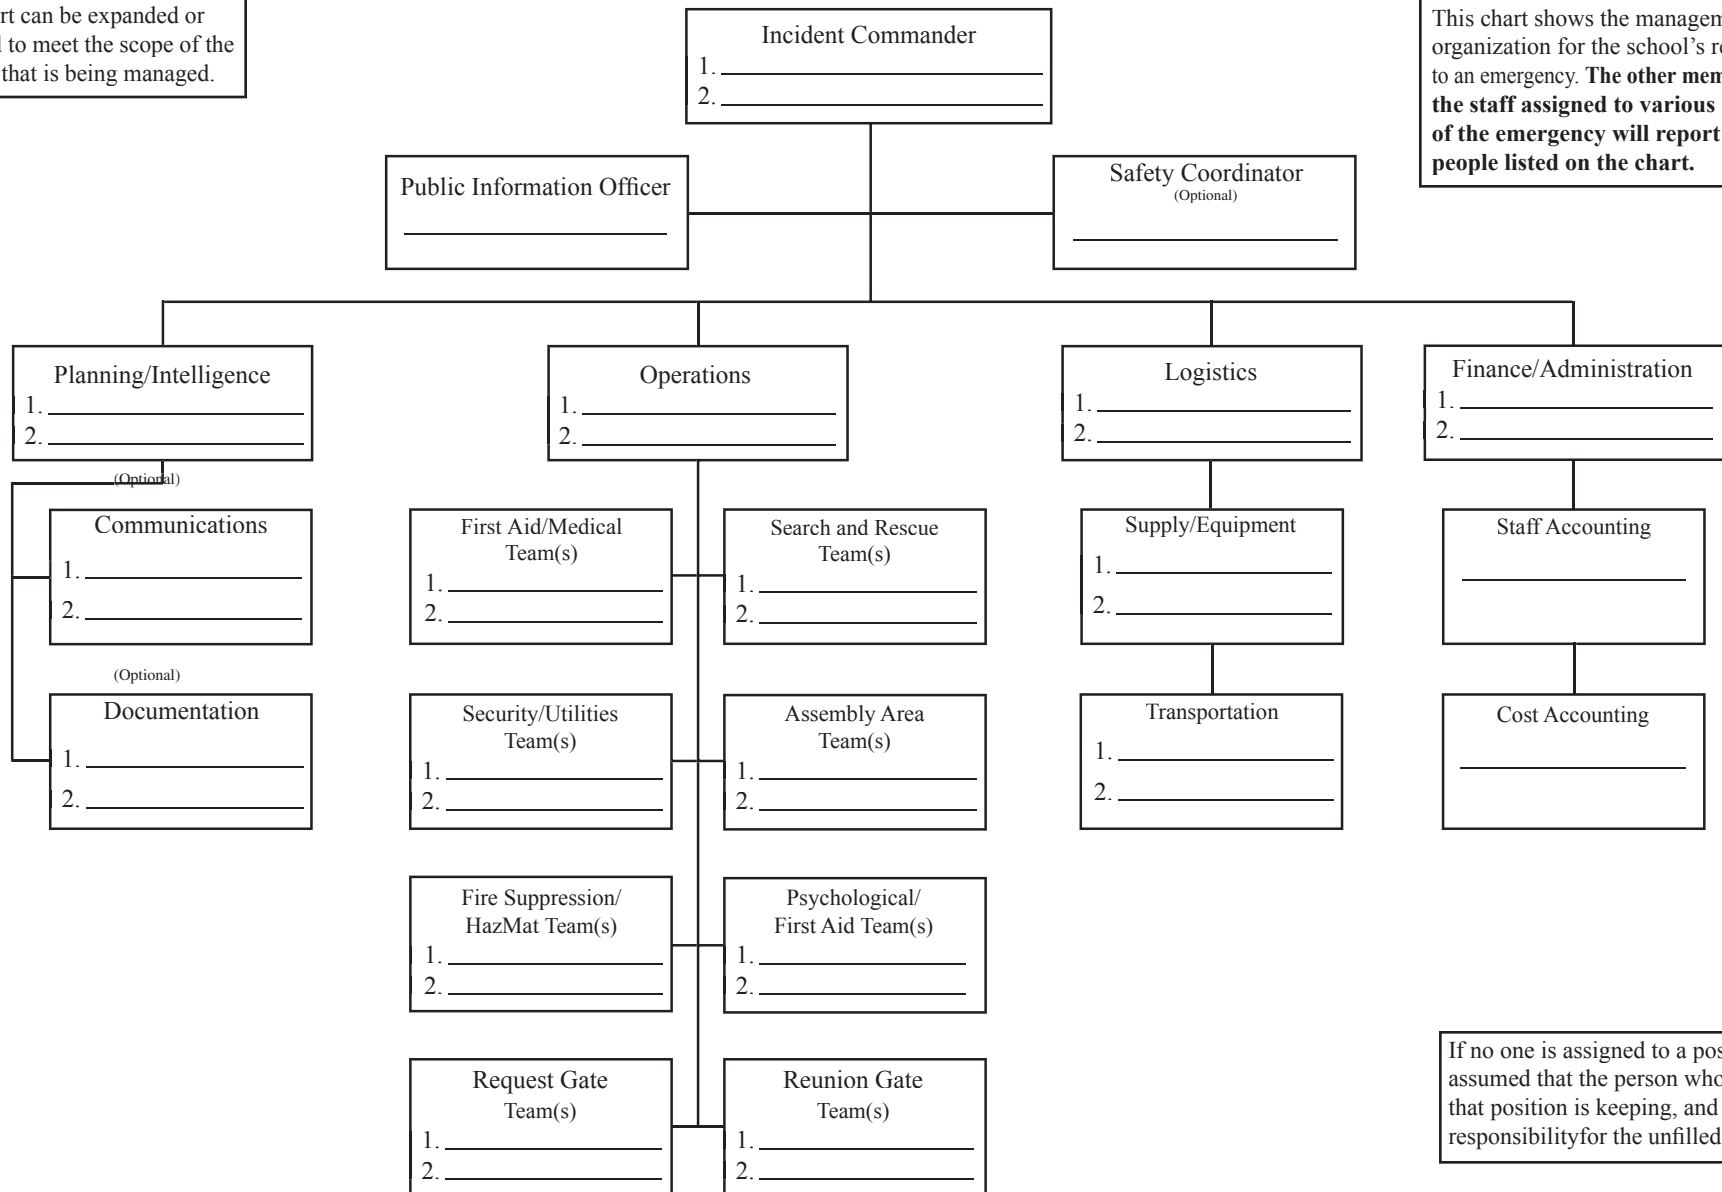 rt can be expanded or
to meet the scope of the
that is being managed.
Incident Commander
1.
2.
This chart shows the managem
organization for the school’s re
to an emergency. The other mem
the staff assigned to various
of the emergency will report
people listed on the chart.
Public Information Officer
Safety Coordinator
(Optional)
Planning/Intelligence
1.
2.
Operations
1.
2.
Logistics
1.
2.
Finance/Administration
1.
2.
(Optional)
Communications
1.
2.
(Optional)
Documentation
1.
2.
First Aid/Medical
Team(s)
1.
2.
Search and Rescue
Team(s)
1.
2.
Security/Utilities
Team(s)
1.
2.
Assembly Area
Team(s)
1.
2.
Fire Suppression/
HazMat Team(s)
1.
2.
Psychological/
First Aid Team(s)
1.
2.
Request Gate
Team(s)
1.
2.
Reunion Gate
Team(s)
1.
2.
Supply/Equipment
1.
2.
Transportation
1.
2.
Staff Accounting
Cost Accounting
If no one is assigned to a pos
assumed that the person who
that position is keeping, and
responsibilityfor the unfilled